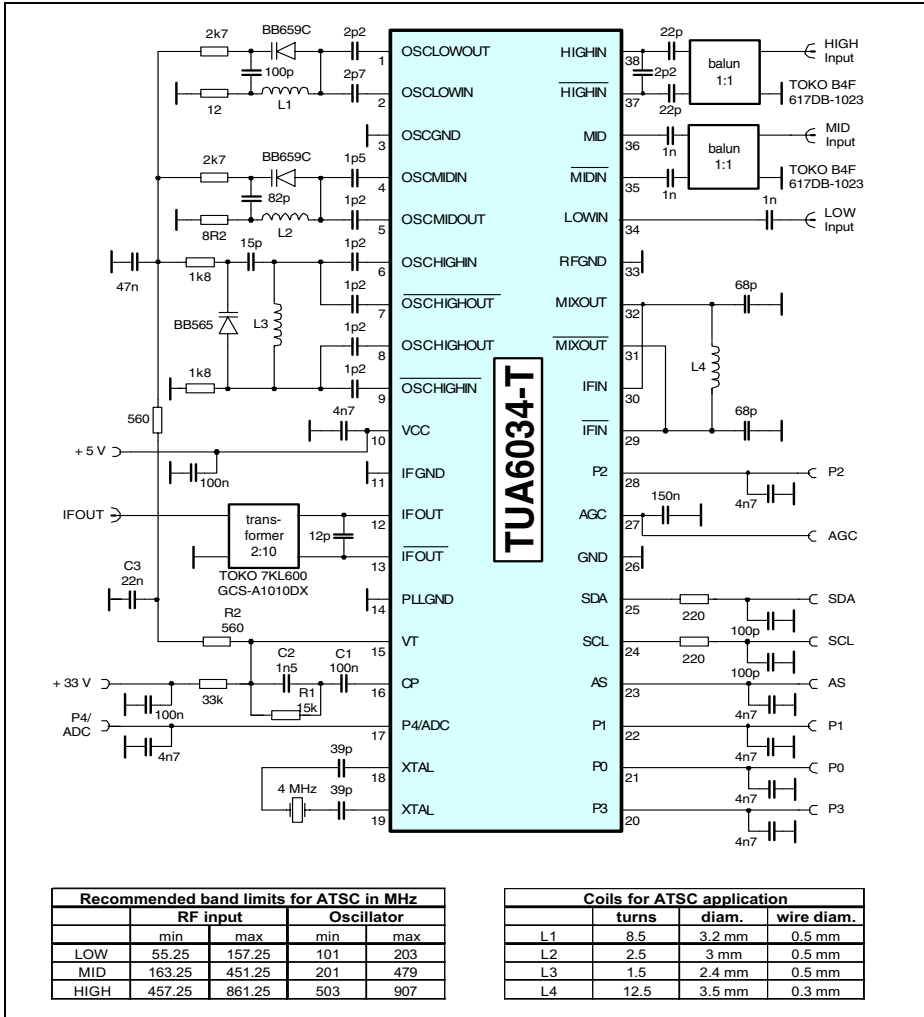 2k7
BB659C
2p2
OSCLOWOUT
1
100p
2p7
12
L1
OSCLOWIN
2
OSCGND
3
2k7
BB659C
1p5
OSCMIDIN
4
82p
1p2
8R2
L2
OSCMIDOUT
5
15p
1p2
OSCHIGHIN
6
47n
1k8
1p2
OSCHIGHOUT
7
BB565
L3
1p2
OSCHIGHOUT
8
1k8
1p2
OSCHIGHIN
9
560
4n7
VCC
10
+ 5 V
100n
IFGND
11
IFOUT
trans-
former
2:10
12p
IFOUT
12
IFOUT
13
TOKO 7KL600
GCS-A1010DX
C3
22n
PLLGND
14
R2
560
VT
15
C2
1n5
C1
100n
CP
16
+ 33 V
100n
33k
R1
15k
P4/
ADC
4n7
P4/ADC
17
39p
XTAL
18
4 MHz
39p
XTAL
19
TUA6034-T
HIGHIN
38
22p
2p2
balun
1:1
HIGH
Input
HIGHIN
37
22p
TOKO B4F
617DB-1023
MID
36
1n
balun
1:1
MID
Input
MIDIN
35
1n
TOKO B4F
617DB-1023
LOWIN
34
1n
LOW
Input
RFGND
33
MIXOUT
32
68p
MIXOUT
31
L4
IFIN
30
IFIN
29
68p
P2
28
4n7
P2
AGC
27
150n
AGC
GND
26
SDA
25
220
100p
SDA
SCL
24
220
100p
SCL
AS
23
4n7
AS
P1
22
4n7
P1
P0
21
4n7
P0
P3
20
4n7
P3
Recommended band limits for ATSC in MHz
RF input Oscillator
min max min max
LOW 55.25 157.25 101 203
MID 163.25 451.25 201 479
HIGH 457.25 861.25 503 907
Coils for ATSC application
turns diam. wire diam.
L1 8.5 3.2 mm 0.5 mm
L2 2.5 3 mm 0.5 mm
L3 1.5 2.4 mm 0.5 mm
L4 12.5 3.5 mm 0.3 mm